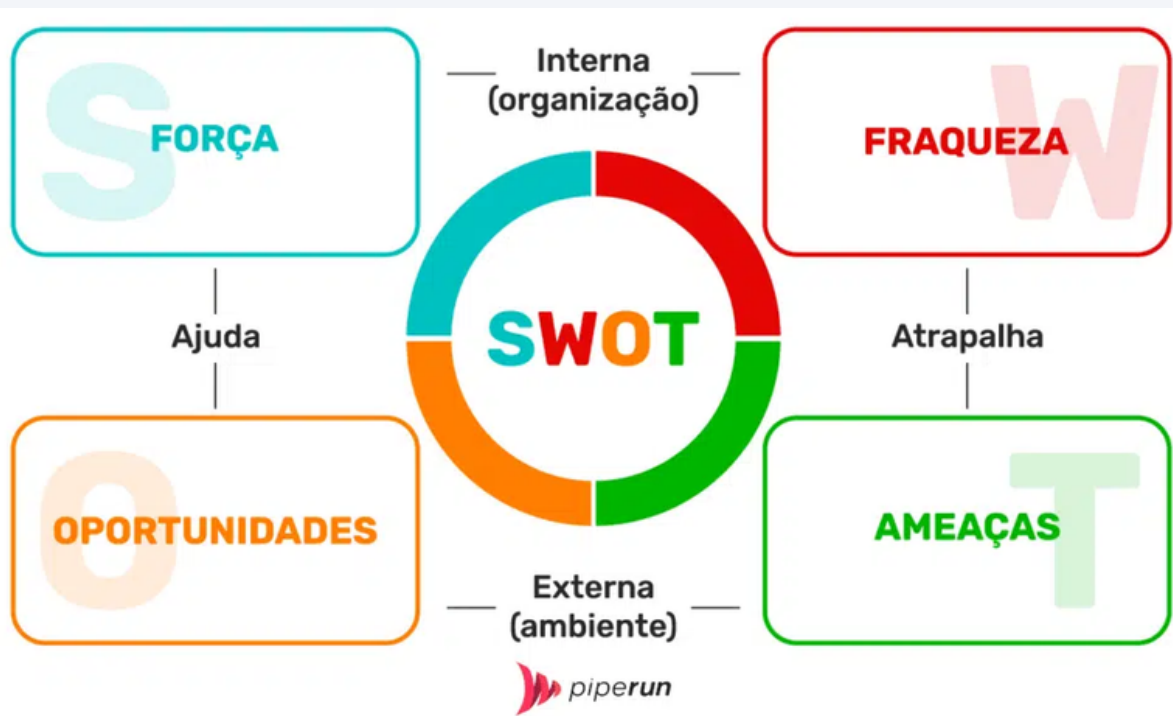 S
FORÇA
Interna
(organização)
W
FRAQUEZA
Ajuda
SWOT
Atrapalha
O
OPORTUNIDADES
T
AMEAÇAS
Externa
(ambiente)
piperun